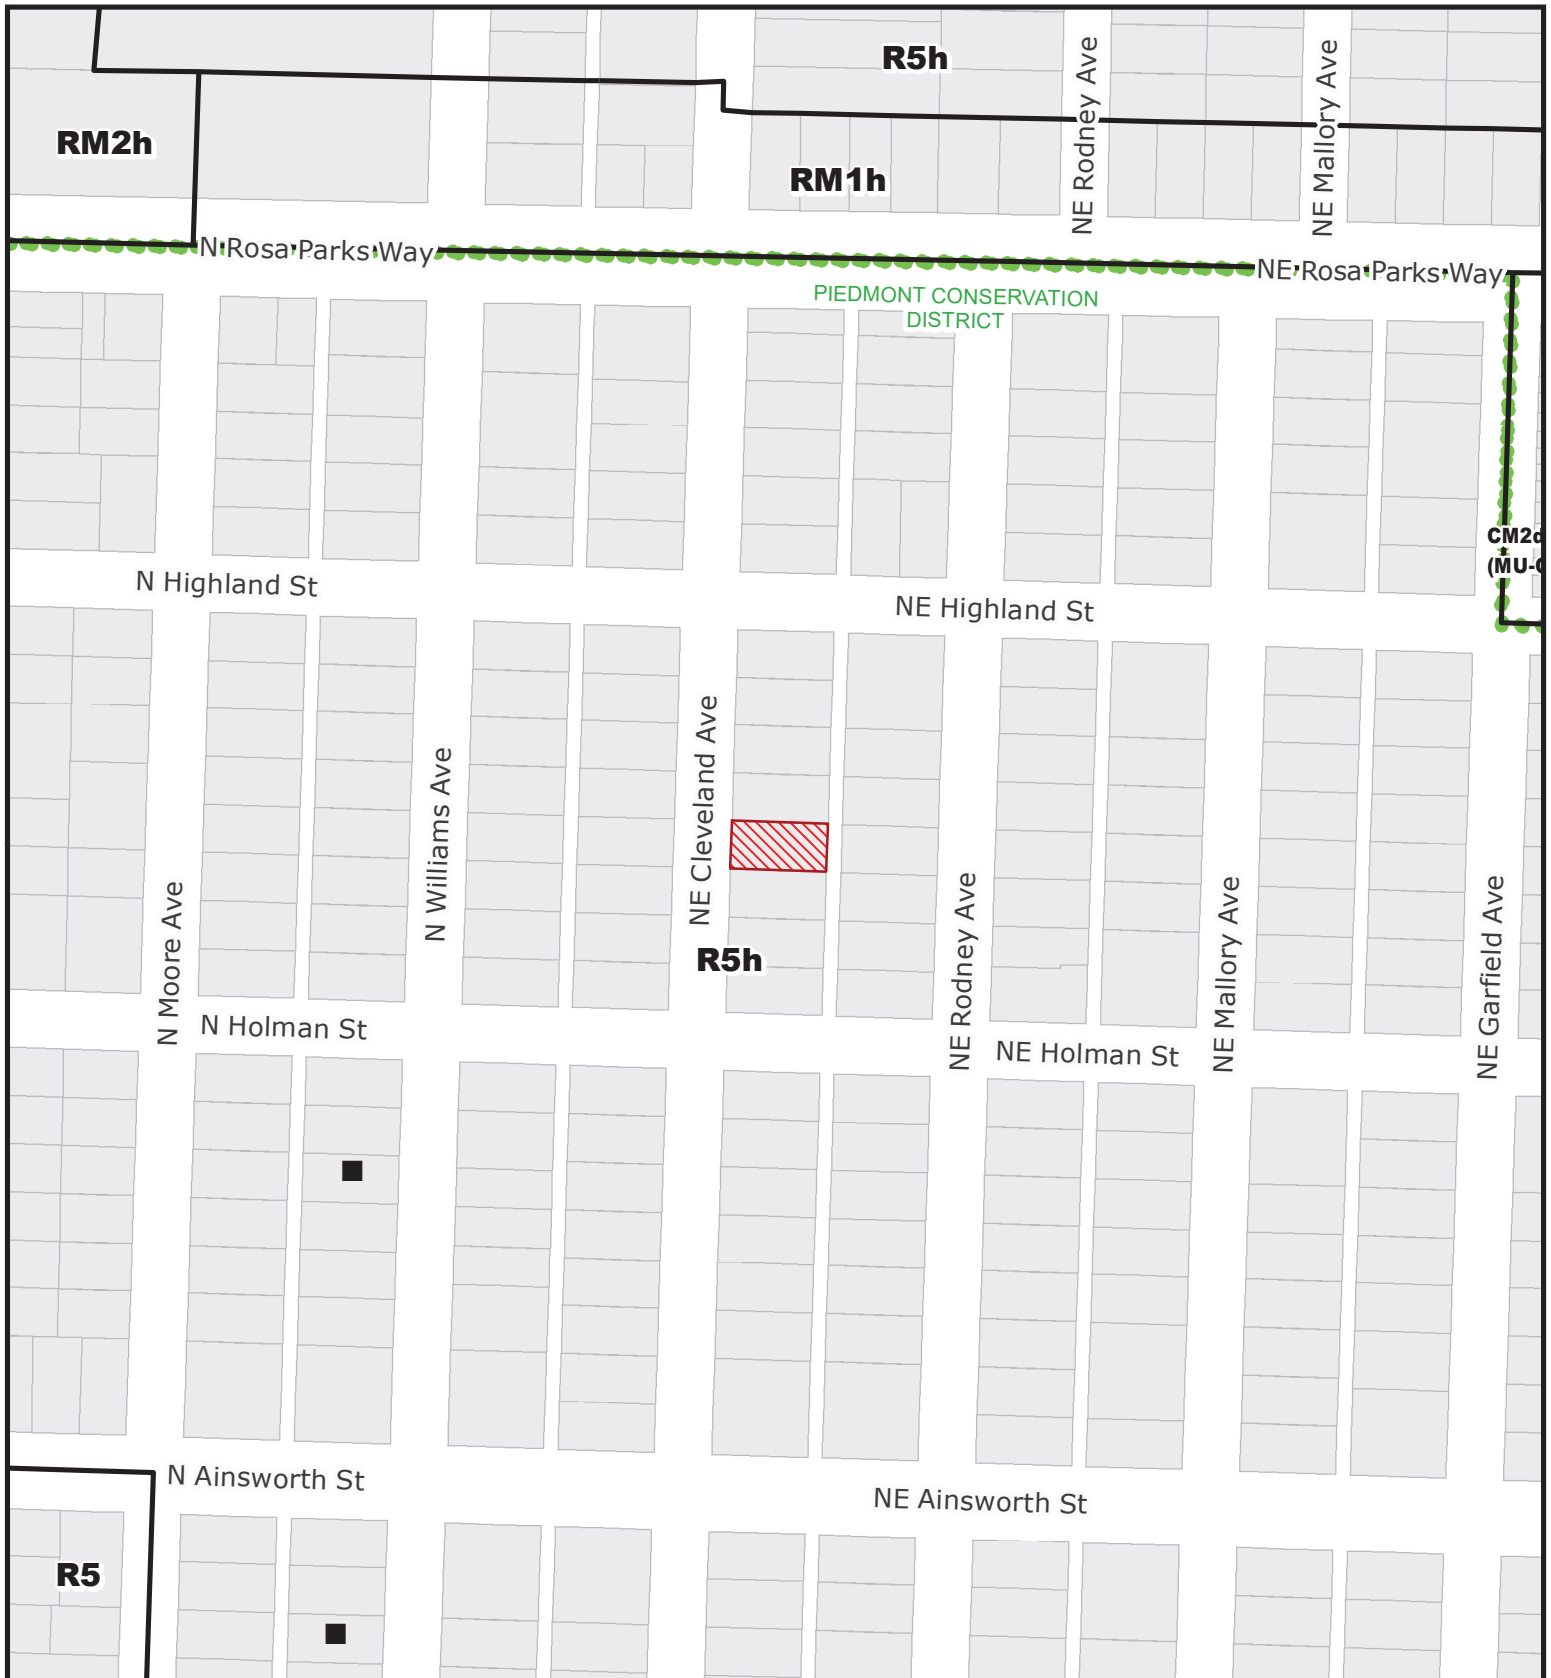 R5h
NE Rodney Ave
NE Mallory Ave
RM2h
RM1h
N Rosa Parks Way
NE Rosa Parks Way
PIEDMONT CONSERVATION
DISTRICT
CM2d
(MU-
N Highland St
NE Highland St
NE Cleveland Ave
N Williams Ave
N Moore Ave
NE Rodney Ave
NE Mallory Ave
NE Garfield Ave
R5h
N Holman St
NE Holman St
N Ainsworth St
NE Ainsworth St
R5